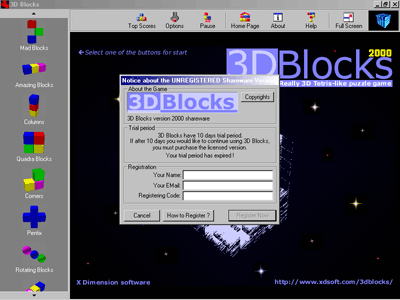 3D Blocks
Top Scores
Options
Pause
Home Page
About
Help
Full Screen
Mad Blocks
Amazing Blocks
Columns
Quadra Blocks
Corners
Pentix
Rotating Blocks
Select one of the buttons for start
2000
3DBlocks
Really 3D Tetris-like puzzle game
Notice about the UNREGISTERED Shareware Version
About the Game
3DBlocks
Copyrights
3D Blocks version 2000 shareware
Trial period
3D Blocks have 10 days trial period.
If after 10 days you would like to continue using 3D Blocks,
you must purchase the licensed version.
Your trial period has expired !
Registration
Your Name:
Your EMail:
Registering Code:
Cancel
How to Register ?
Register Now
X Dimension software
http://www.xdsoft.com/3dblocks/